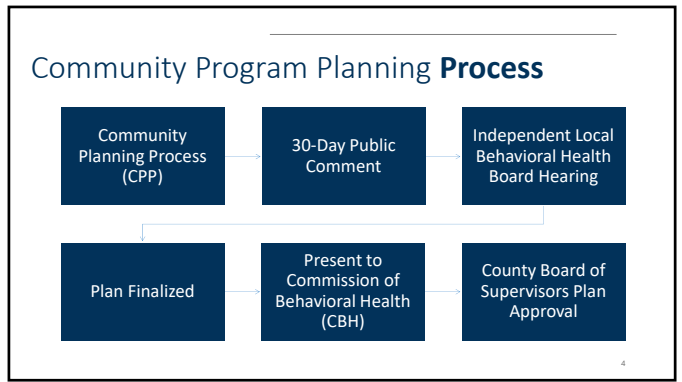 Community Program Planning Process
Community
Planning Process
(CPP)
30-Day Public
Comment
Independent Local
Behavioral Health
Board Hearing
Plan Finalized
Present to
Commission of
Behavioral Health
(CBH)
County Board of
Supervisors Plan
Approval
4